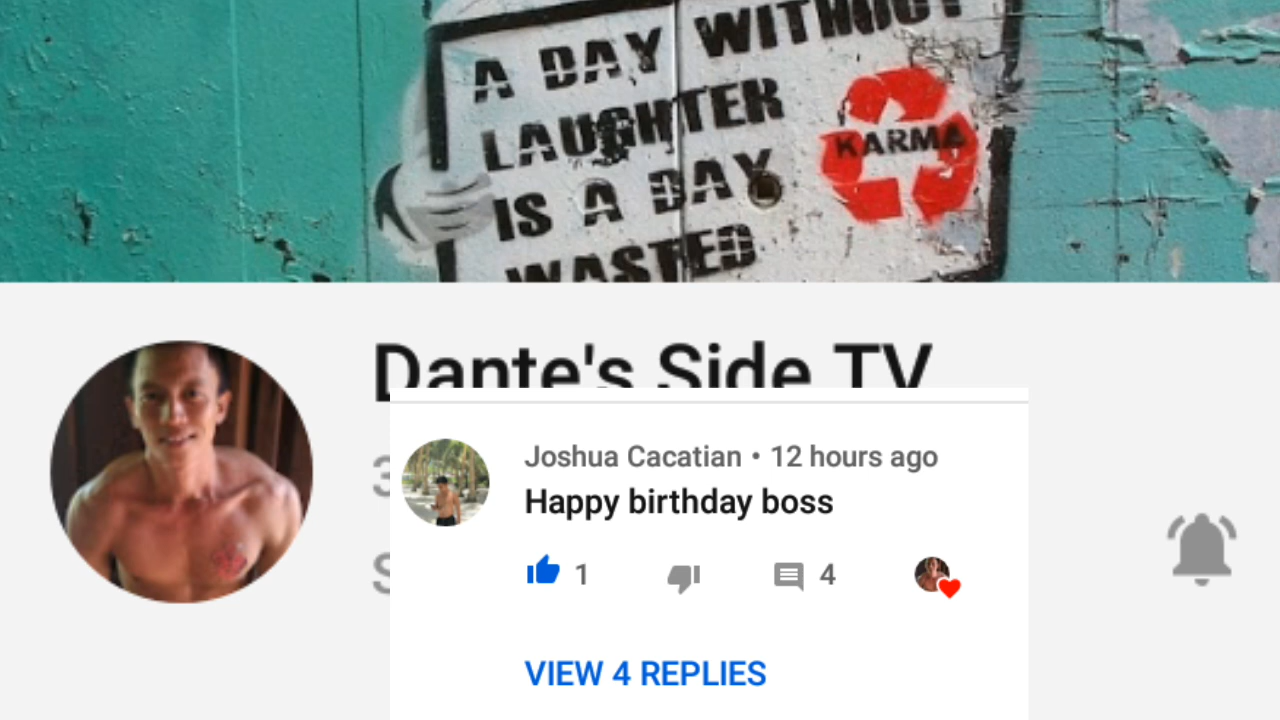 A DAY WITHOUT
LAUGHTER
IS A DAY
WASTED
KARMA
Dante's Side TV
3
S
Joshua Cacatian • 12 hours ago
Happy birthday boss
1
4
VIEW 4 REPLIES